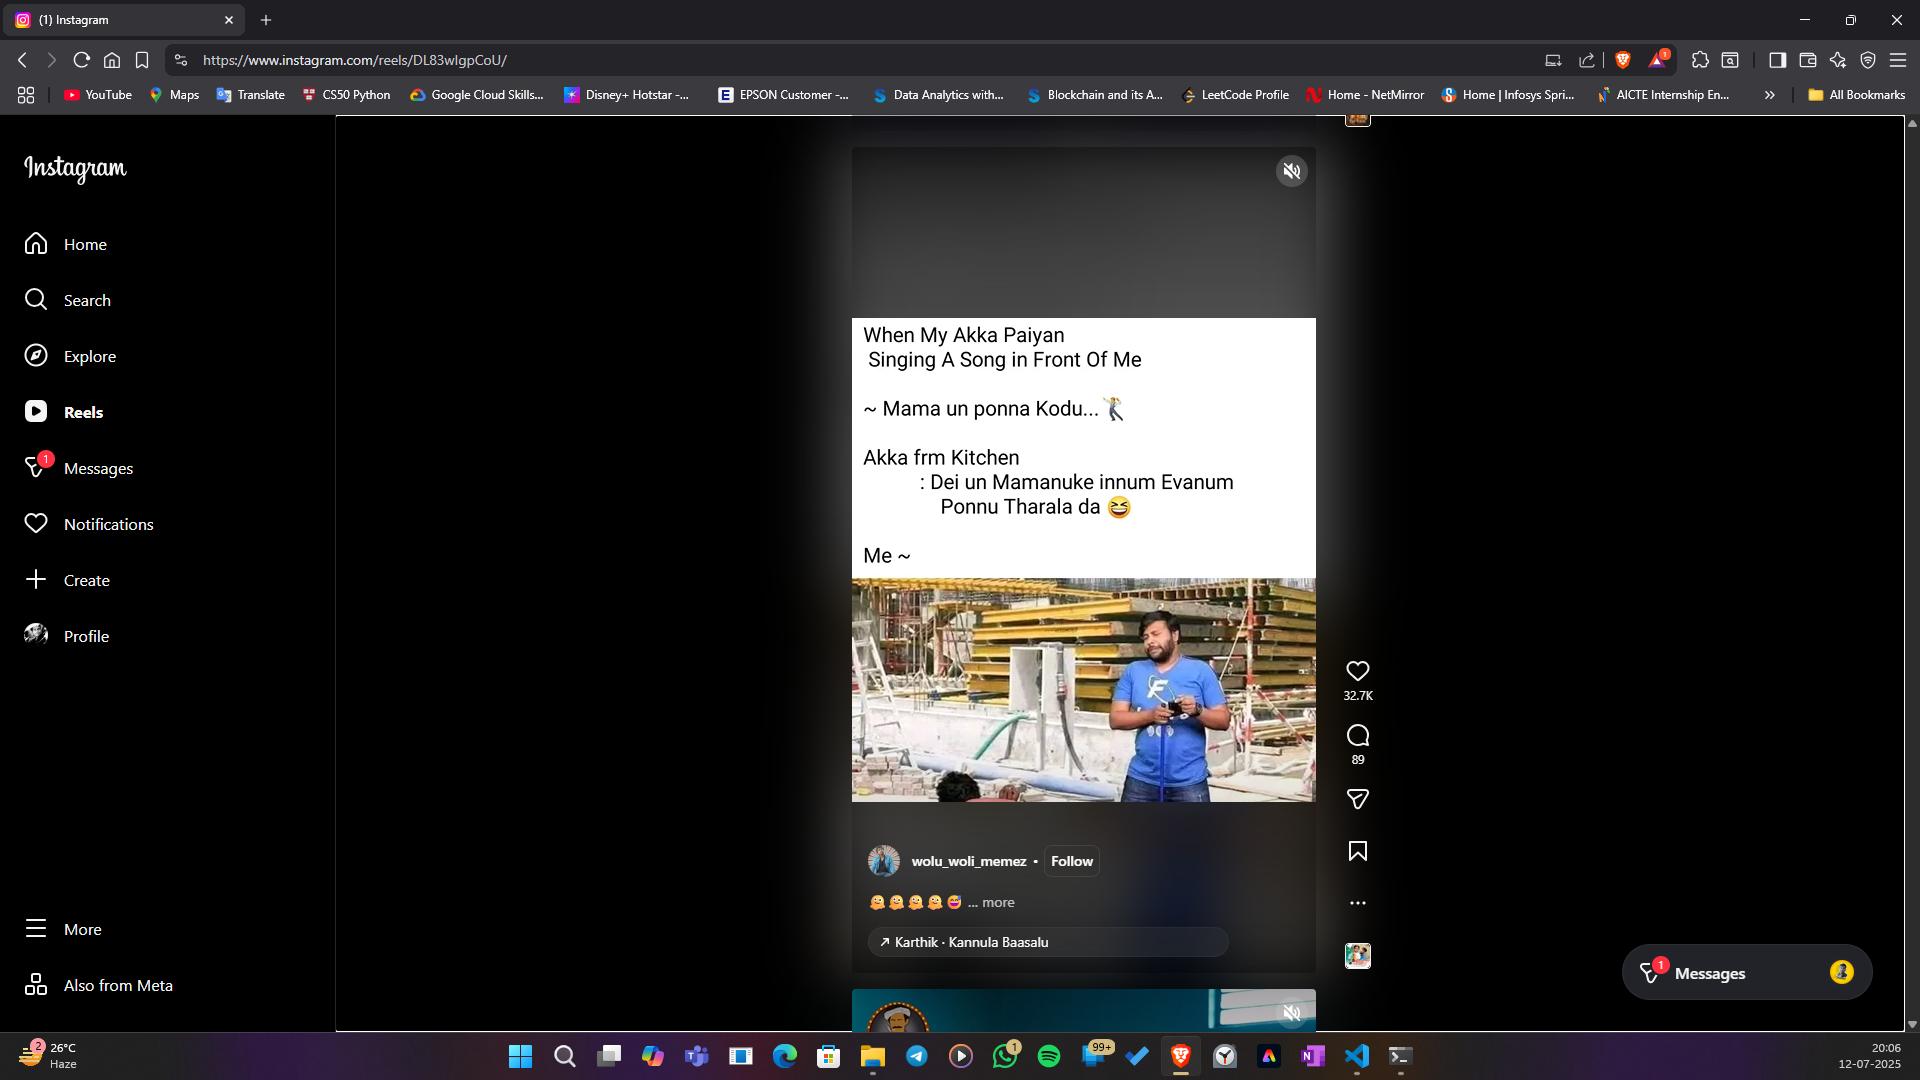 (1) Instagram
https://www.instagram.com/reels/DL83wIgpCoU/
1
YouTube
Maps
Translate
CS50 Python
Google Cloud Skills...
Disney+ Hotstar -...
EPSON Customer -...
Data Analytics with...
Blockchain and its A...
LeetCode Profile
Home - NetMirror
Home | Infosys Spri...
AICTE Internship En...
All Bookmarks
Instagram
Home
Search
Explore
Reels
1
Messages
Notifications
Create
Profile
More
Also from Meta
When My Akka Paiyan
Singing A Song in Front Of Me
~ Mama un ponna Kodu...🕺
Akka frm Kitchen
: Dei un Mamanuke innum Evanum
Ponnu Tharala da 😆
Me ~
F
32.7K
89
wolu_woli_memez • Follow
🫠🫠🫠🫠😅 ... more
↗ Karthik · Kannula Baasalu
1
Messages
2
26°C
Haze
1
99+
20:06
12-07-2025